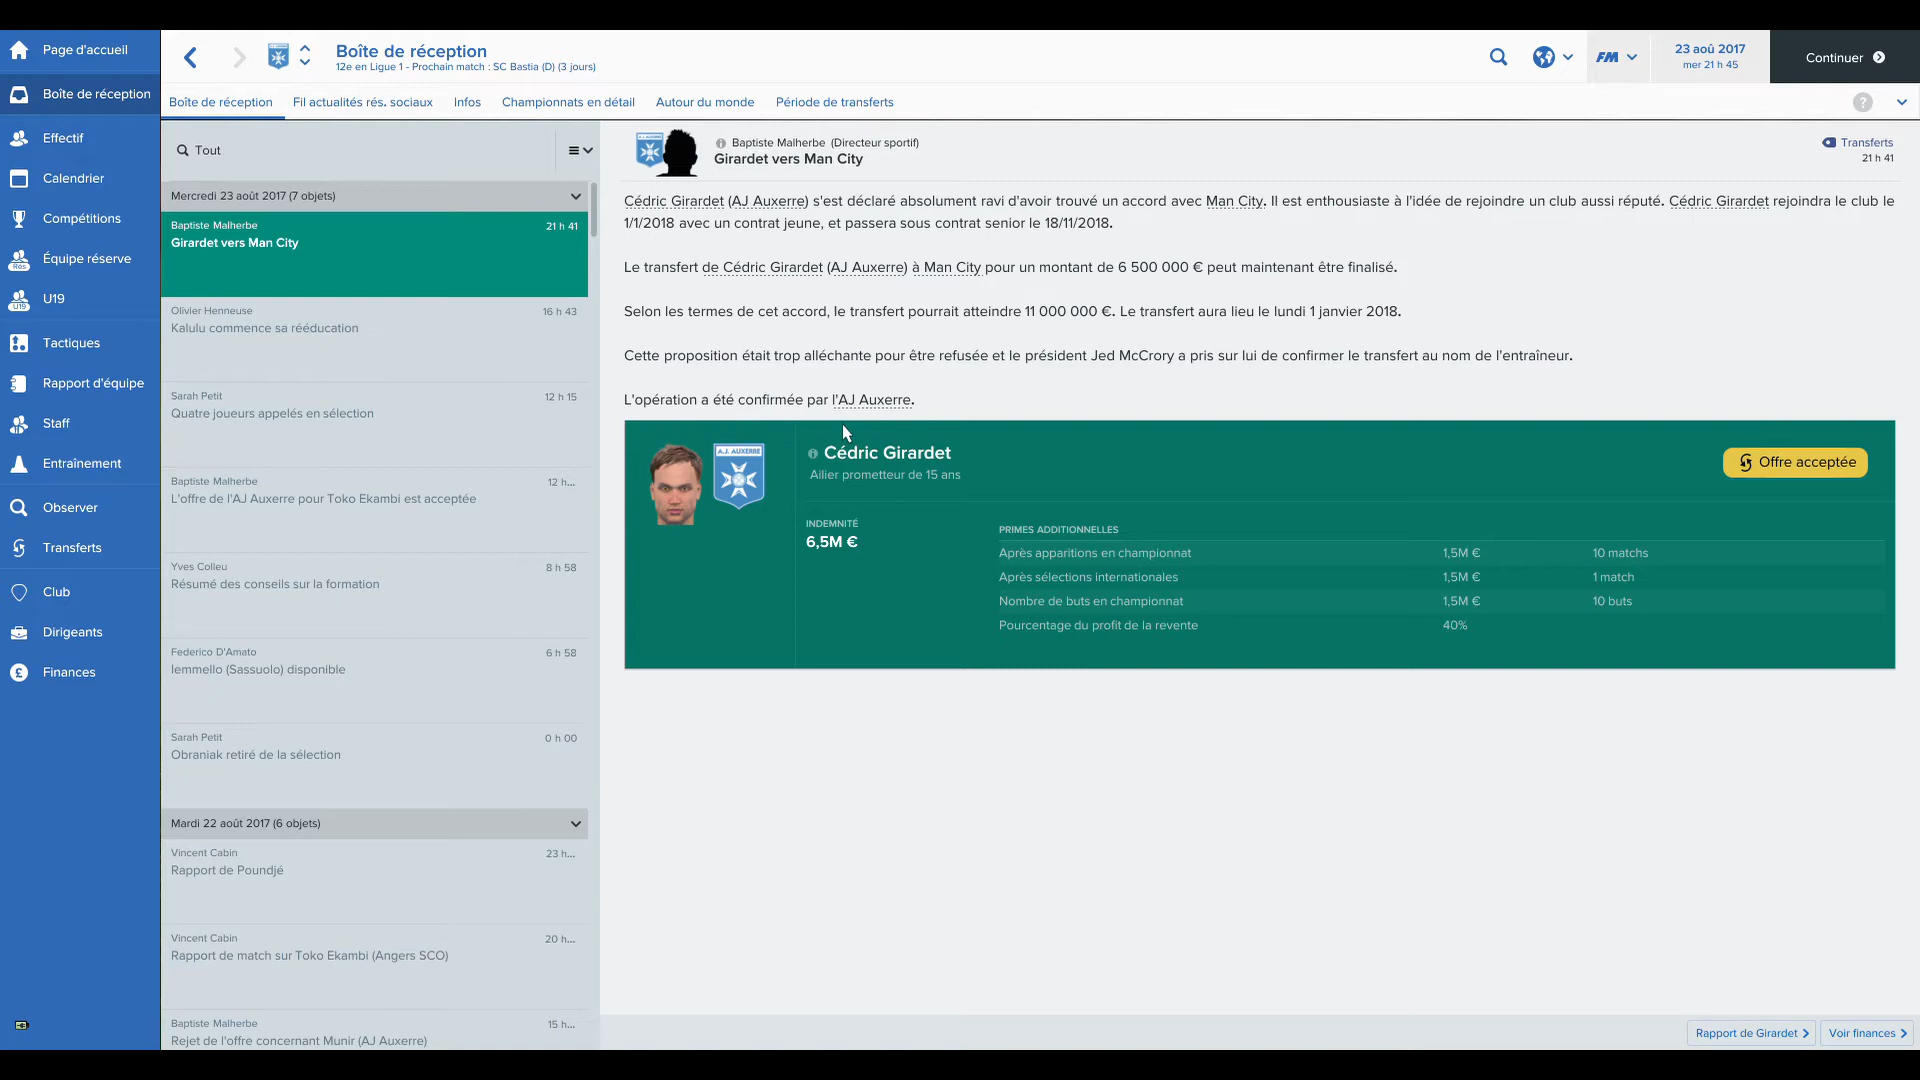 Page d'accueil
Boîte de réception
Effectif
Calendrier
Compétitions
Rés
Équipe réserve
U19
U19
Tactiques
Rapport d'équipe
Staff
Entraînement
Observer
Transferts
Club
Dirigeants
Finances
Boîte de réception
12e en Ligue 1 - Prochain match : SC Bastia (D) (3 jours)
FM
23 aoû 2017
mer 21 h 45
Continuer
Boîte de réception
Fil actualités rés. sociaux
Infos
Championnats en détail
Autour du monde
Période de transferts
?
Tout
Mercredi 23 août 2017 (7 objets)
Baptiste Malherbe
21 h 41
Girardet vers Man City
Olivier Henneuse
16 h 43
Kalulu commence sa rééducation
Sarah Petit
12 h 15
Quatre joueurs appelés en sélection
Baptiste Malherbe
12 h...
L'offre de l'AJ Auxerre pour Toko Ekambi est acceptée
Yves Colleu
8 h 58
Résumé des conseils sur la formation
Federico D'Amato
6 h 58
Iemmello (Sassuolo) disponible
Sarah Petit
0 h 00
Obraniak retiré de la sélection
Mardi 22 août 2017 (6 objets)
Vincent Cabin
23 h...
Rapport de Poundjé
Vincent Cabin
20 h...
Rapport de match sur Toko Ekambi (Angers SCO)
Baptiste Malherbe
15 h...
Rejet de l'offre concernant Munir (AJ Auxerre)
Baptiste Malherbe (Directeur sportif)
Girardet vers Man City
Transferts
21 h 41
Cédric Girardet (AJ Auxerre) s'est déclaré absolument ravi d'avoir trouvé un accord avec Man City. Il est enthousiaste à l'idée de rejoindre un club aussi réputé. Cédric Girardet rejoindra le club le
1/1/2018 avec un contrat jeune, et passera sous contrat senior le 18/11/2018.
Le transfert de Cédric Girardet (AJ Auxerre) à Man City pour un montant de 6 500 000 € peut maintenant être finalisé.
Selon les termes de cet accord, le transfert pourrait atteindre 11 000 000 €. Le transfert aura lieu le lundi 1 janvier 2018.
Cette proposition était trop alléchante pour être refusée et le président Jed McCrory a pris sur lui de confirmer le transfert au nom de l'entraîneur.
L'opération a été confirmée par l'AJ Auxerre.
A.J. AUXERRE
Cédric Girardet
Ailier prometteur de 15 ans
Offre acceptée
INDEMNITÉ
6,5M €
PRIMES ADDITIONNELLES
Après apparitions en championnat 1,5M € 10 matchs
Après sélections internationales 1,5M € 1 match
Nombre de buts en championnat 1,5M € 10 buts
Pourcentage du profit de la revente 40%
Rapport de Girardet
Voir finances